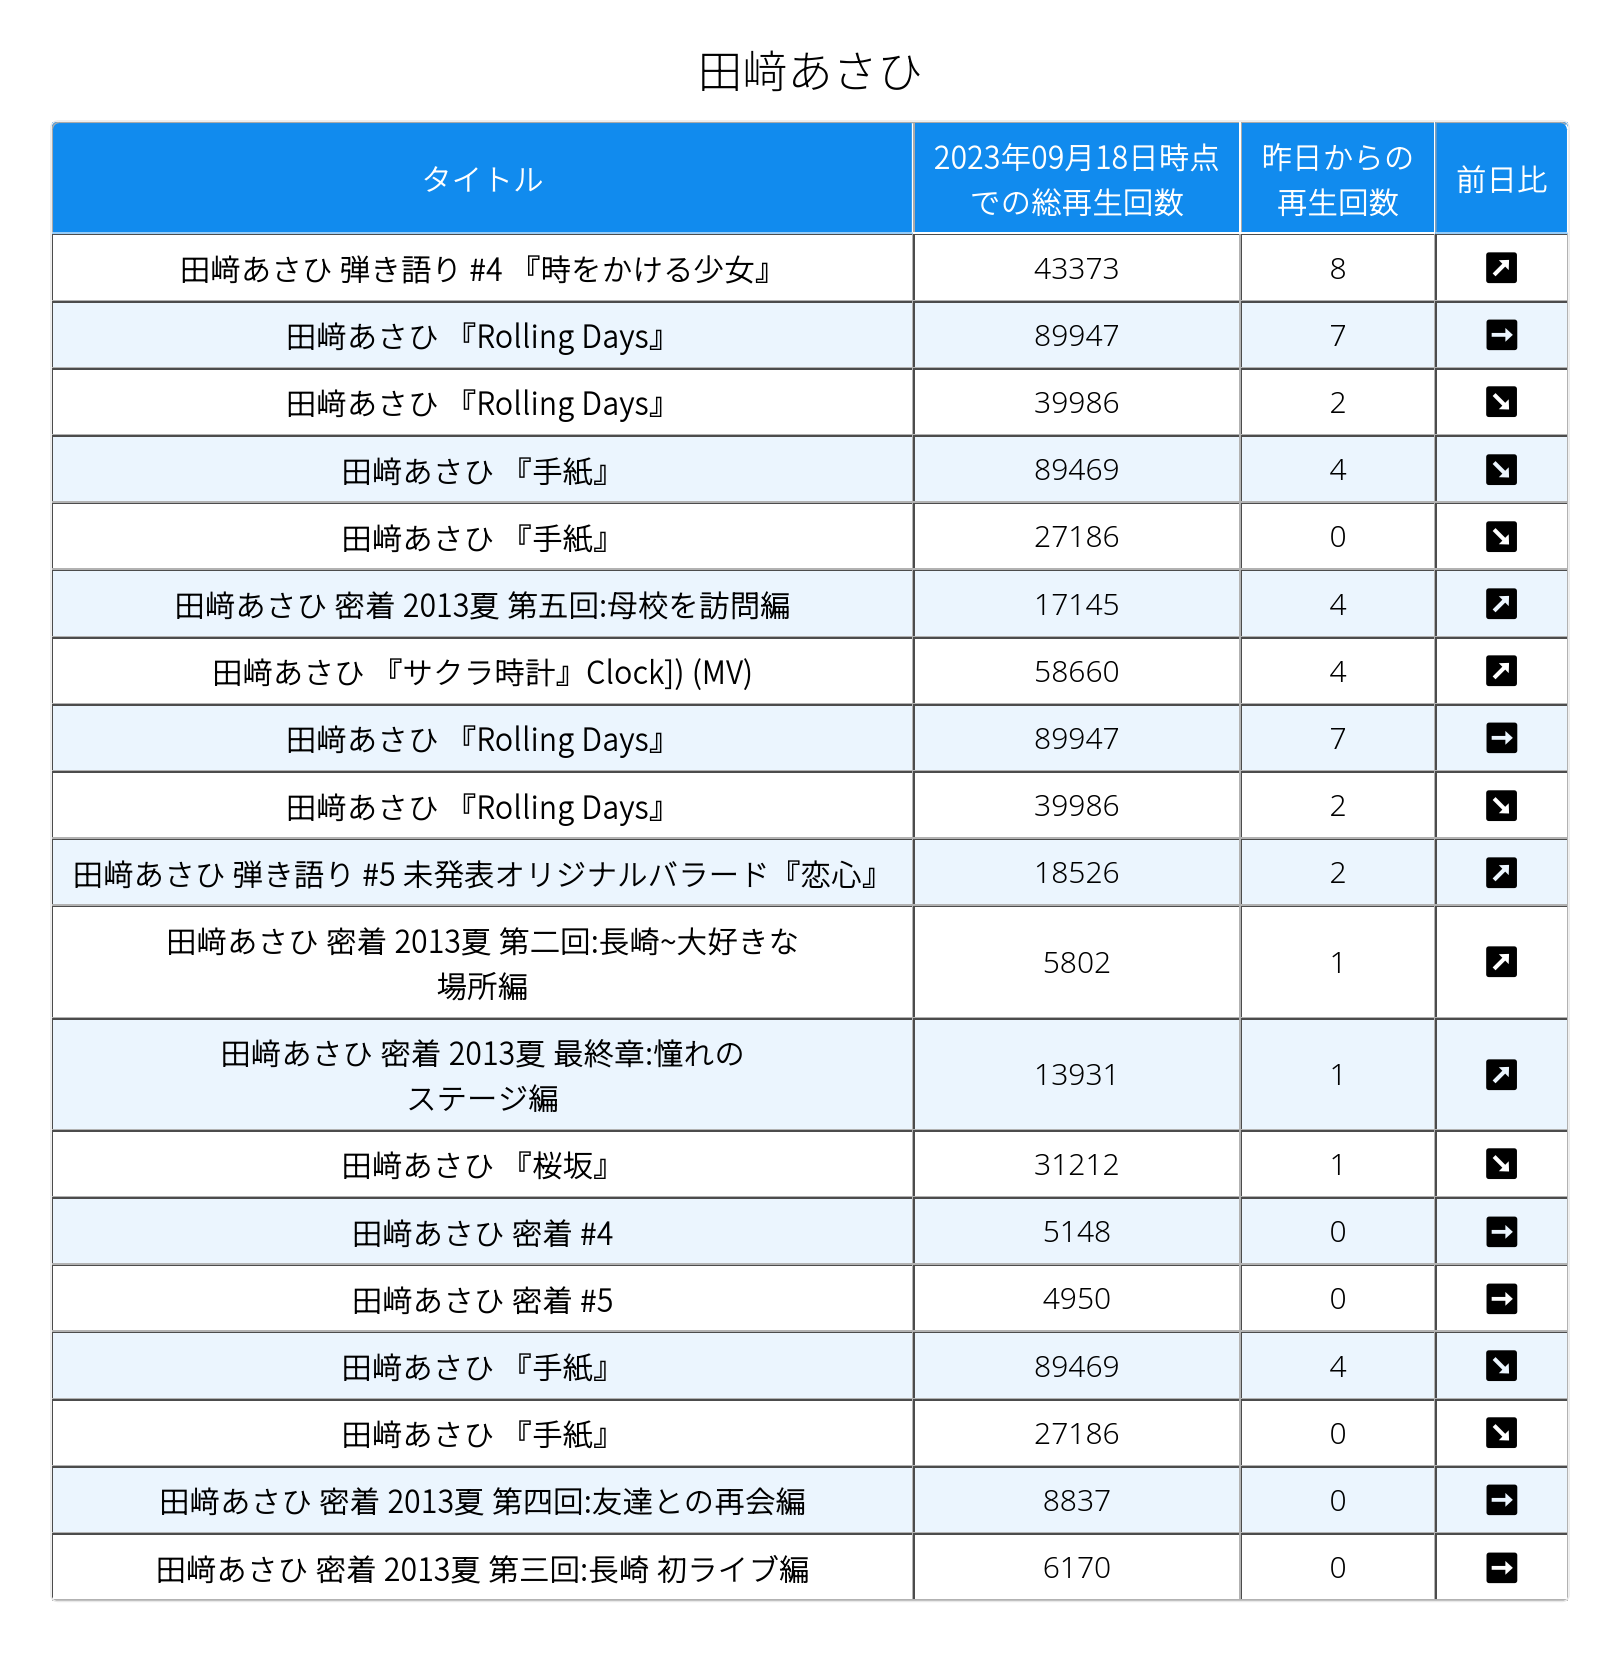 田﨑あさひ
タイトル 2023年09月18日時点 昨日からの 前日比
での総再生回数 再生回数
田﨑あさひ 弾き語り #4 『時をかける少女』 43373 8
田﨑あさひ 『Rolling Days』 89947 7
田﨑あさひ 『Rolling Days』 39986 2
田﨑あさひ 『手紙』 89469 4
田﨑あさひ 『手紙』 27186 0
田﨑あさひ 密着 2013夏 第五回:母校を訪問編 17145 4
田﨑あさひ 『サクラ時計』Clock]) (MV) 58660 4
田﨑あさひ 『Rolling Days』 89947 7
田﨑あさひ 『Rolling Days』 39986 2
田﨑あさひ 弾き語り #5 未発表オリジナルバラード『恋心』 18526 2
田﨑あさひ 密着 2013夏 第二回:長崎~大好きな
場所編 5802 1
田﨑あさひ 密着 2013夏 最終章:憧れの
ステージ編 13931 1
田﨑あさひ 『桜坂』 31212 1
田﨑あさひ 密着 #4 5148 0
田﨑あさひ 密着 #5 4950 0
田﨑あさひ 『手紙』 89469 4
田﨑あさひ 『手紙』 27186 0
田﨑あさひ 密着 2013夏 第四回:友達との再会編 8837 0
田﨑あさひ 密着 2013夏 第三回:長崎 初ライブ編 6170 0